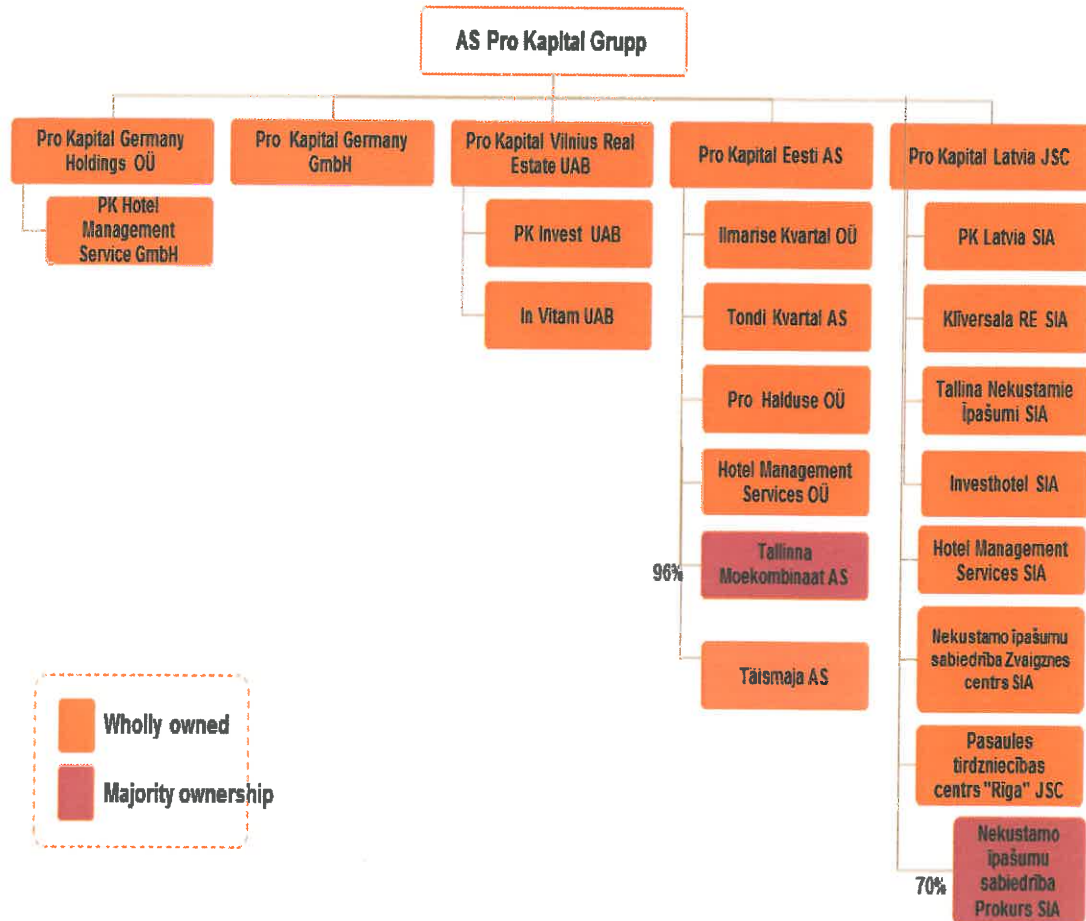 AS Pro Kapital Grupp
Pro Kapital Germany
Holdings OÜ
Pro Kapital Germany
GmbH
Pro Kapital Vilnius Real
Estate UAB
Pro Kapital Eesti AS
Pro Kapital Latvia JSC
PK Hotel
Management
Service GmbH
PK Invest UAB
In Vitam UAB
Ilmarise Kvartal OÜ
Tondi Kvartal AS
Pro Halduse OÜ
Hotel Management
Services OÜ
96%
Tallinna
Moekombinaat AS
Täismaja AS
PK Latvia SIA
Klīversala RE SIA
Tallina Nekustamie
Īpašumi SIA
Investhotel SIA
Hotel Management
Services SIA
Nekustamo īpašumu
sabiedrība Zvaigznes
centrs SIA
Pasaules
tirdzniecības
centrs "Rīga" JSC
70%
Nekustamo
īpašumu
sabiedrība
Prokurs SIA
Wholly owned
Majority ownership